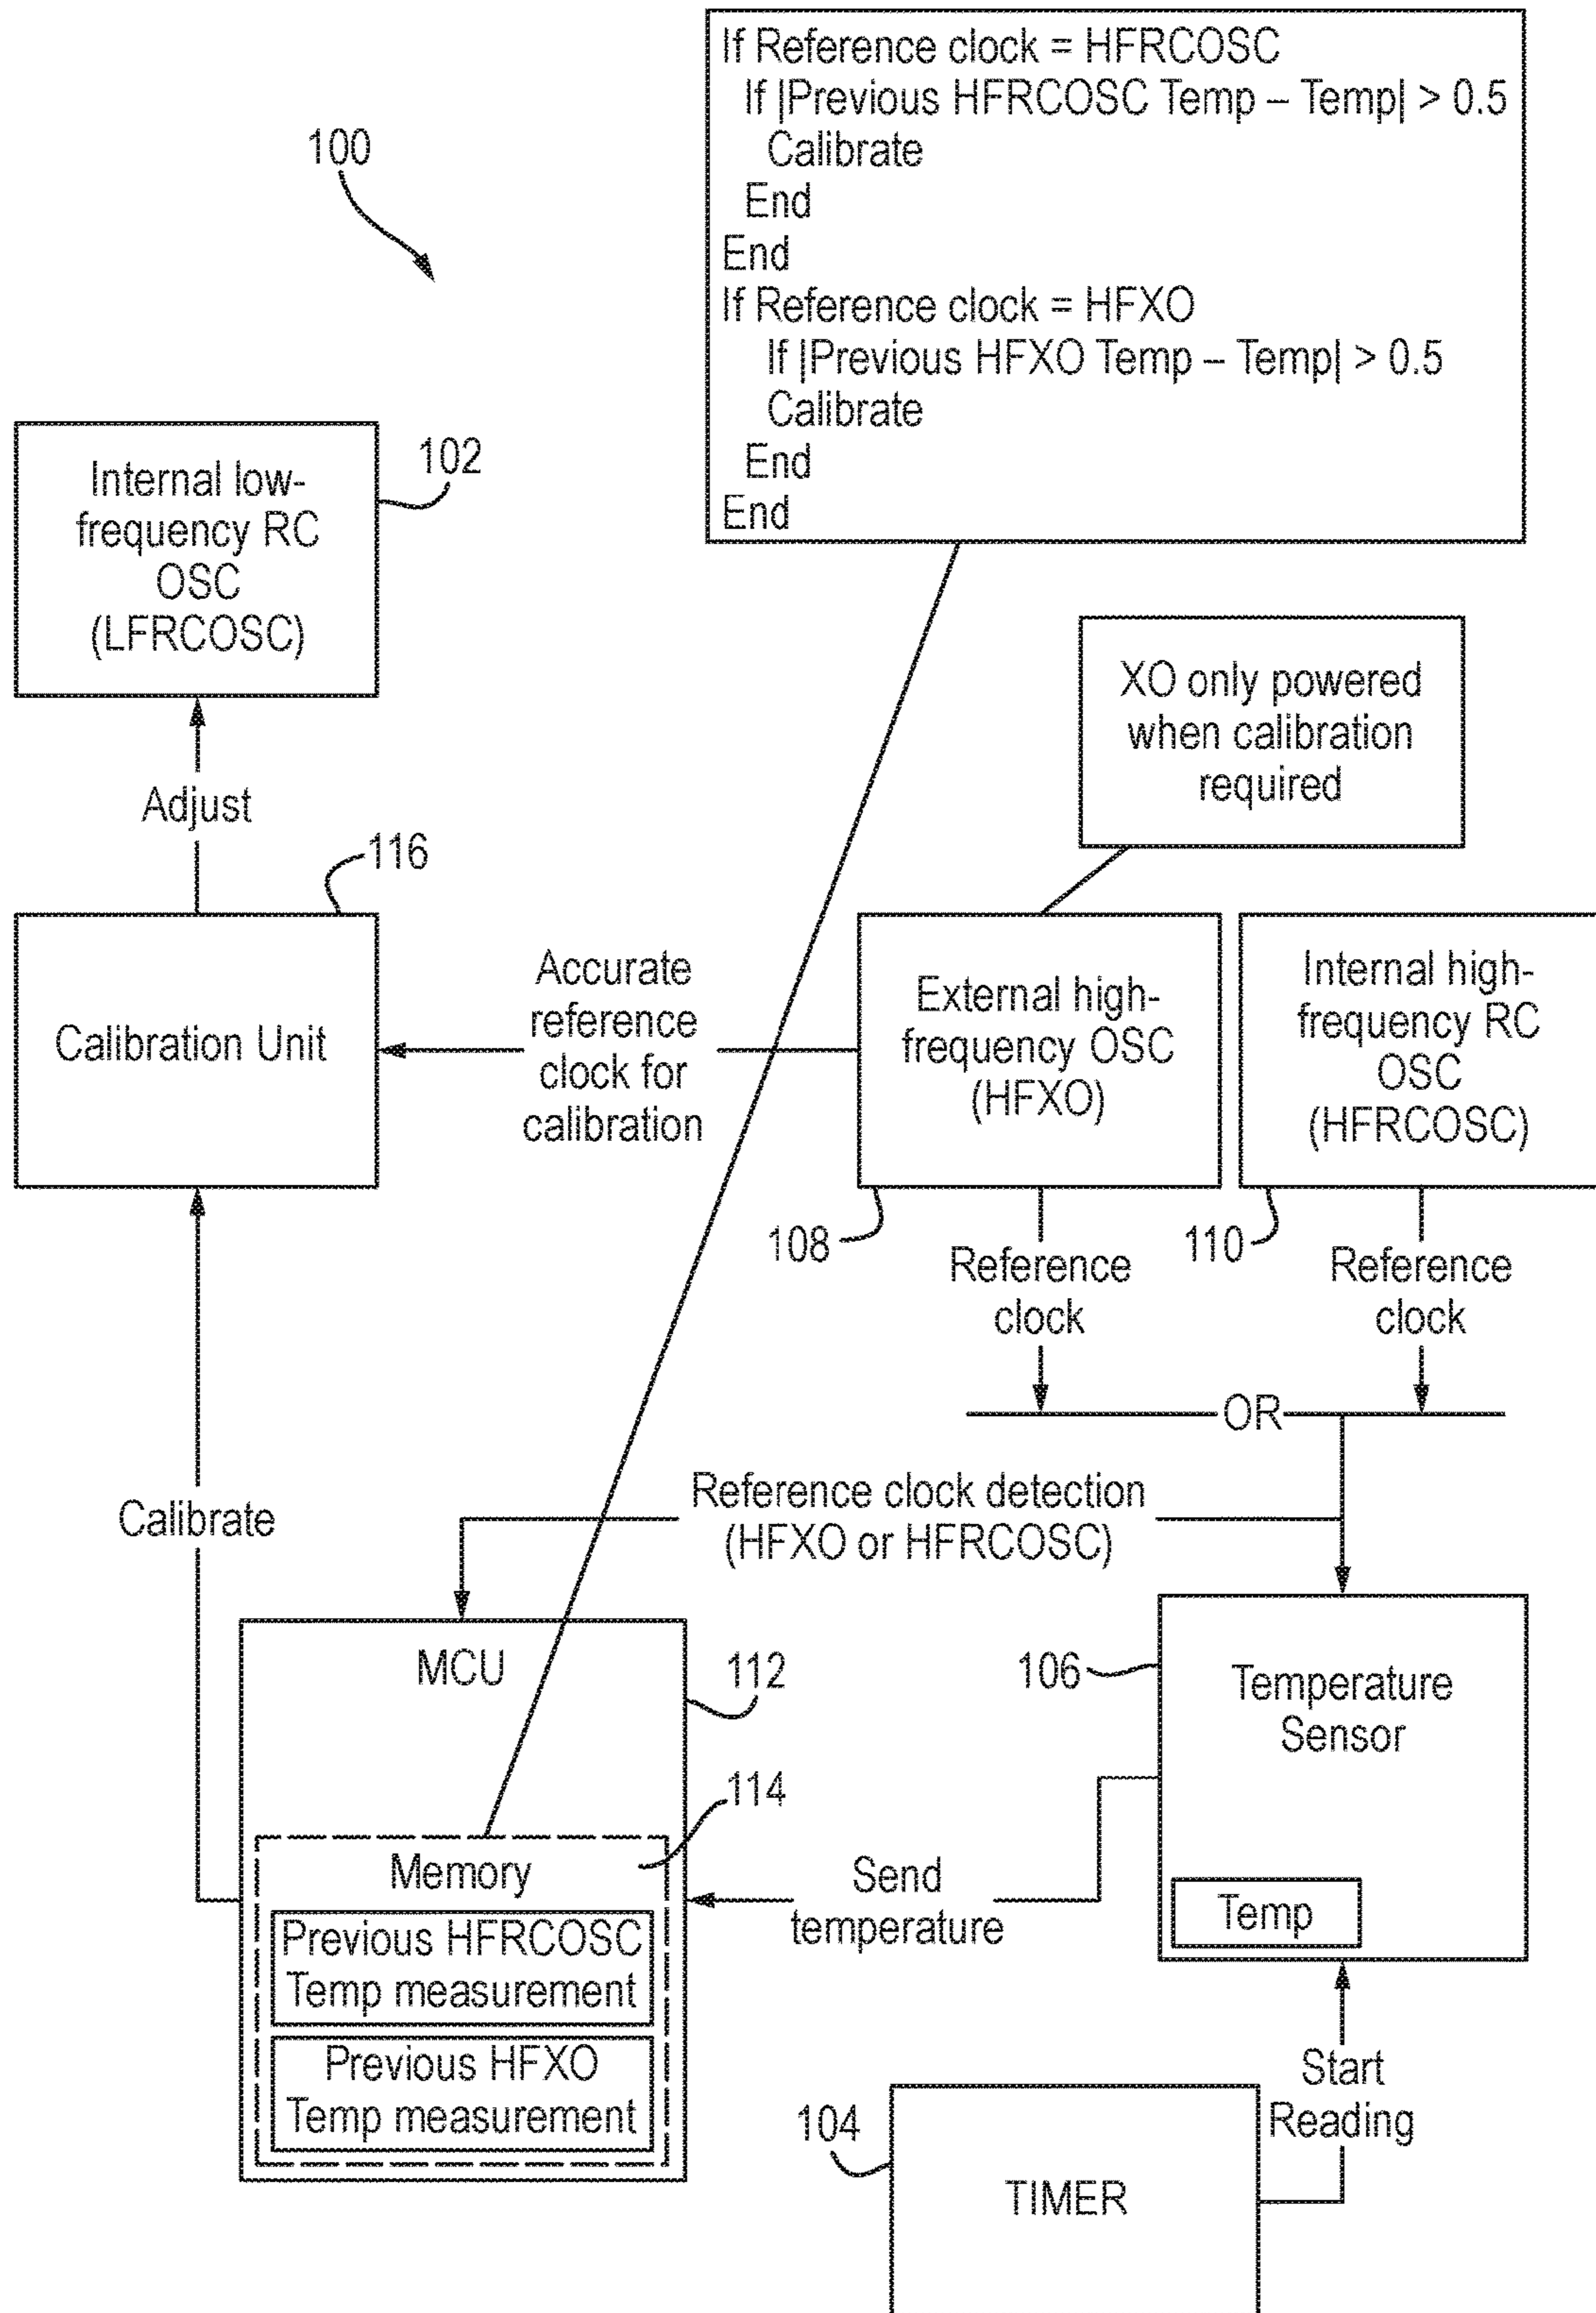 If Reference clock = HFRCOSC
If |Previous HFRCOSC Temp – Temp| > 0.5
Calibrate
End
End
If Reference clock = HFXO
If |Previous HFXO Temp – Temp| > 0.5
Calibrate
End
End
100
Internal low-
frequency RC
OSC
(LFRCOSC)
102
XO only powered
when calibration
required
Adjust
116
Calibration Unit
Accurate
reference
clock for
calibration
External high-
frequency OSC
(HFXO)
Internal high-
frequency RC
OSC
(HFRCOSC)
108
110
Reference
clock
Reference
clock
OR
Reference clock detection
(HFXO or HFRCOSC)
Calibrate
MCU
112
106
Temperature
Sensor
114
Memory
Send
temperature
Temp
Previous HFRCOSC
Temp measurement
Previous HFXO
Temp measurement
Start
Reading
104
TIMER